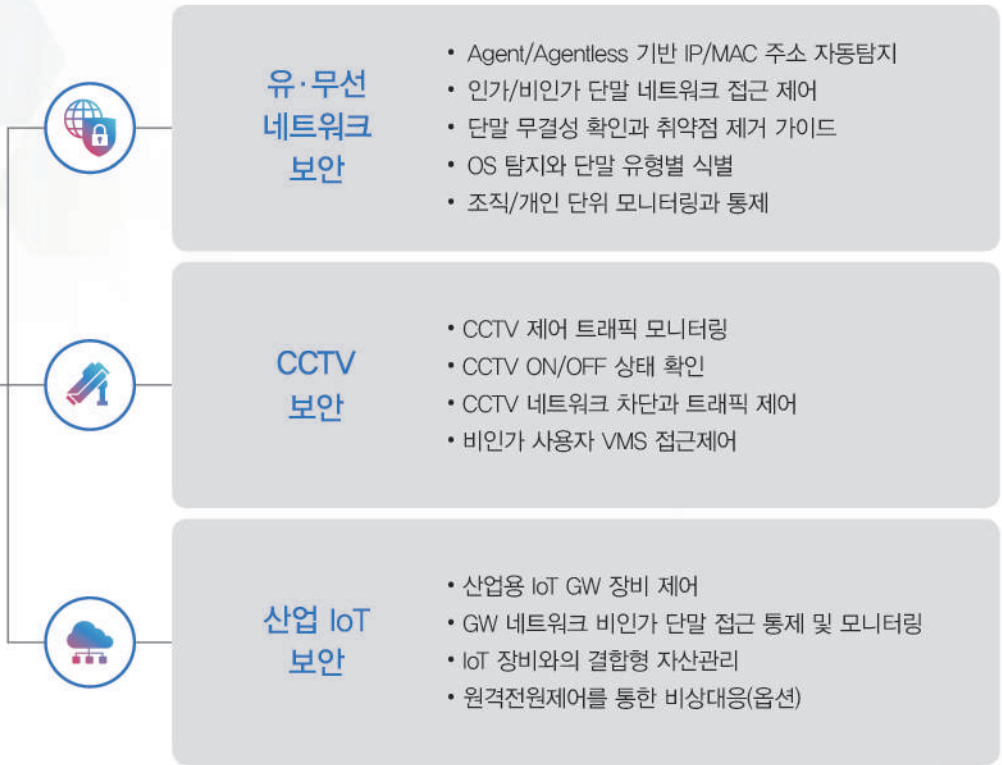 유·무선
네트워크
보안
• Agent/Agentless 기반 IP/MAC 주소 자동탐지
• 인가/비인가 단말 네트워크 접근 제어
• 단말 무결성 확인과 취약점 제거 가이드
• OS 탐지와 단말 유형별 식별
• 조직/개인 단위 모니터링과 통제
CCTV
보안
• CCTV 제어 트래픽 모니터링
• CCTV ON/OFF 상태 확인
• CCTV 네트워크 차단과 트래픽 제어
• 비인가 사용자 VMS 접근제어
산업 IoT
보안
• 산업용 IoT GW 장비 제어
• GW 네트워크 비인가 단말 접근 통제 및 모니터링
• IoT 장비와의 결합형 자산관리
• 원격전원제어를 통한 비상대응(옵션)